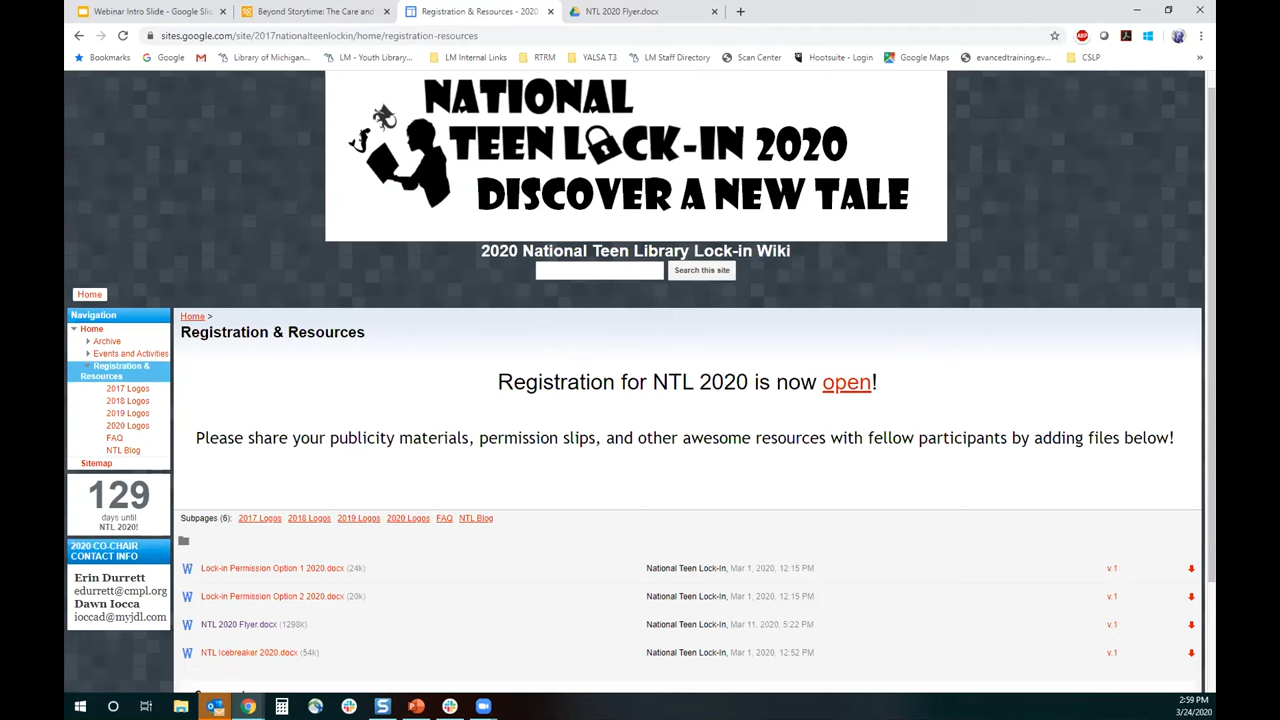 Webinar Intro Slide - Google Slid
Beyond Storytime: The Care and
Registration & Resources - 2020
NTL 2020 Flyer.docx
sites.google.com/site/2017nationalteenlockin/home/registration-resources
Bookmarks
Google
Library of Michigan...
LM - Youth Library...
LM Internal Links
RTRM
YALSA T3
LM Staff Directory
Scan Center
Hootsuite - Login
Google Maps
evancedtraining.ev...
CSLP
NATIONAL
TEEN LOCK-IN 2020
DISCOVER A NEW TALE
2020 National Teen Library Lock-in Wiki
Search this site
Home
Navigation
Home
Archive
Events and Activities
Registration &
Resources
2017 Logos
2018 Logos
2019 Logos
2020 Logos
FAQ
NTL Blog
Sitemap
129
days until
NTL 2020!
2020 CO-CHAIR
CONTACT INFO
Erin Durrett
edurrett@cmpl.org
Dawn Iocca
ioccad@myjdl.com
Home >
Registration & Resources
Registration for NTL 2020 is now open!
Please share your publicity materials, permission slips, and other awesome resources with fellow participants by adding files below!
Subpages (6): 2017 Logos 2018 Logos 2019 Logos 2020 Logos FAQ NTL Blog
Lock-in Permission Option 1 2020.docx (24k) National Teen Lock-In, Mar 1, 2020, 12:15 PM v.1
Lock-in Permission Option 2 2020.docx (20k) National Teen Lock-In, Mar 1, 2020, 12:15 PM v.1
NTL 2020 Flyer.docx (1298k) National Teen Lock-In, Mar 11, 2020, 5:22 PM v.1
NTL Icebreaker 2020.docx (54k) National Teen Lock-In, Mar 1, 2020, 12:52 PM v.1
2:59 PM
3/24/2020